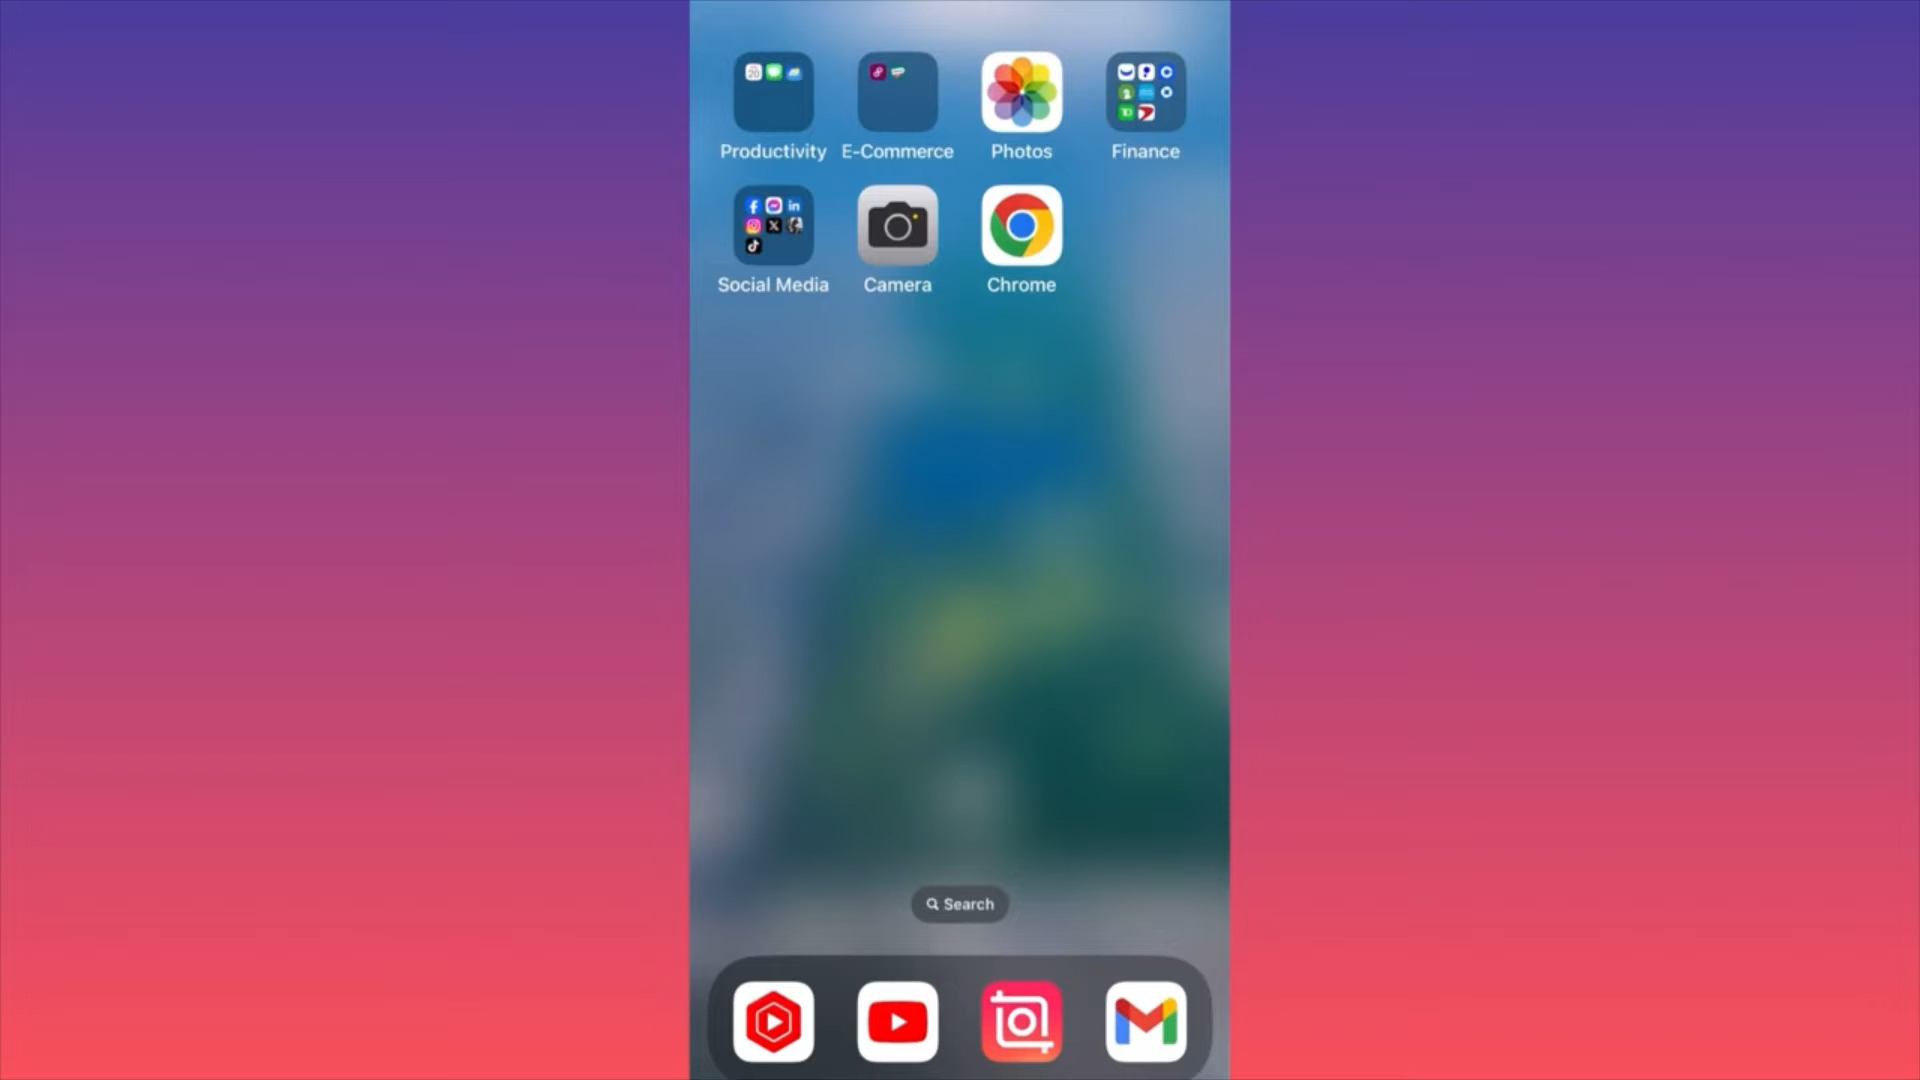 Productivity E-Commerce Photos Finance
Social Media Camera Chrome
Search